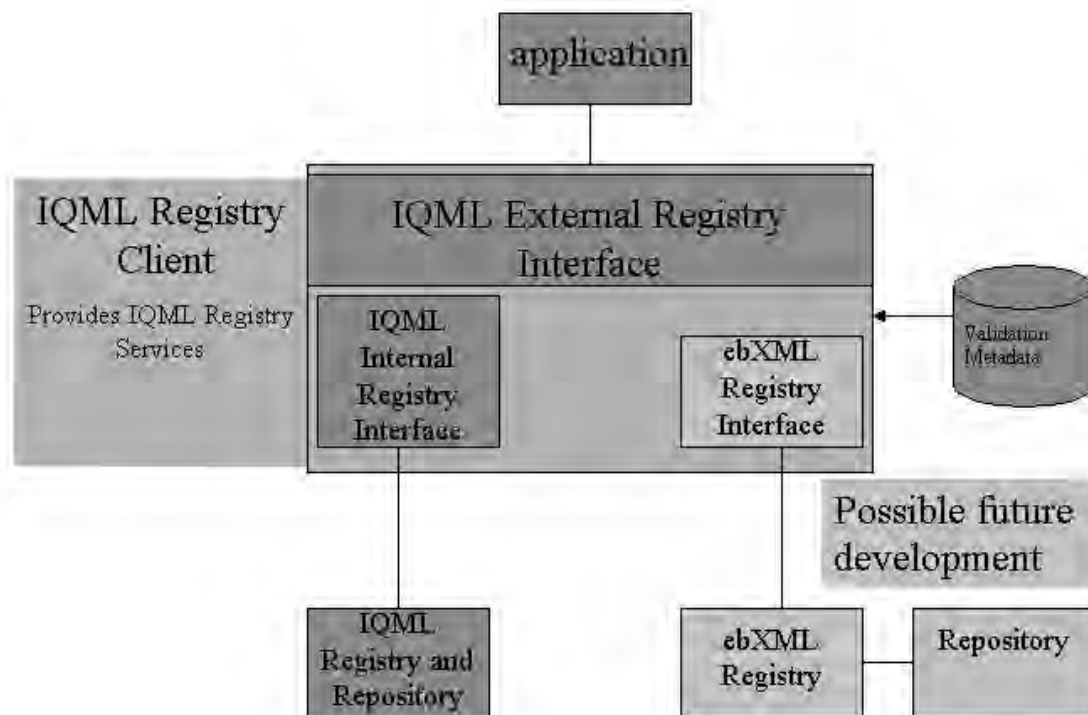 application
IQML Registry
Client
Provides IQML Registry
Services
IQML External Registry
Interface
IQML
Internal
Registry
Interface
ebXML
Registry
Interface
Validation
Metadata
Possible future
development
IQML
Registry and
Repository
ebXML
Registry
Repository